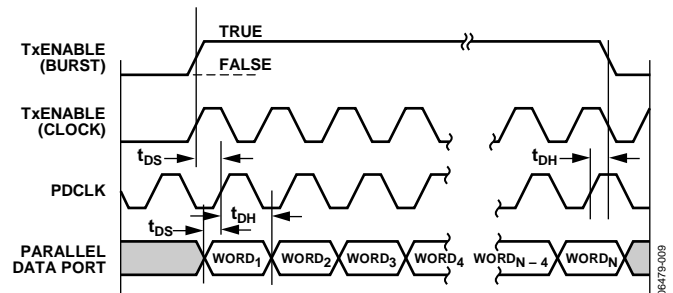 TxENABLE
(BURST)
TRUE
FALSE
TxENABLE
(CLOCK)
tDS
tDH
PDCLK
tDS
tDH
PARALLEL
DATA PORT
WORD1
WORD2
WORD3
WORD4
WORDN – 4
WORDN
06479-009